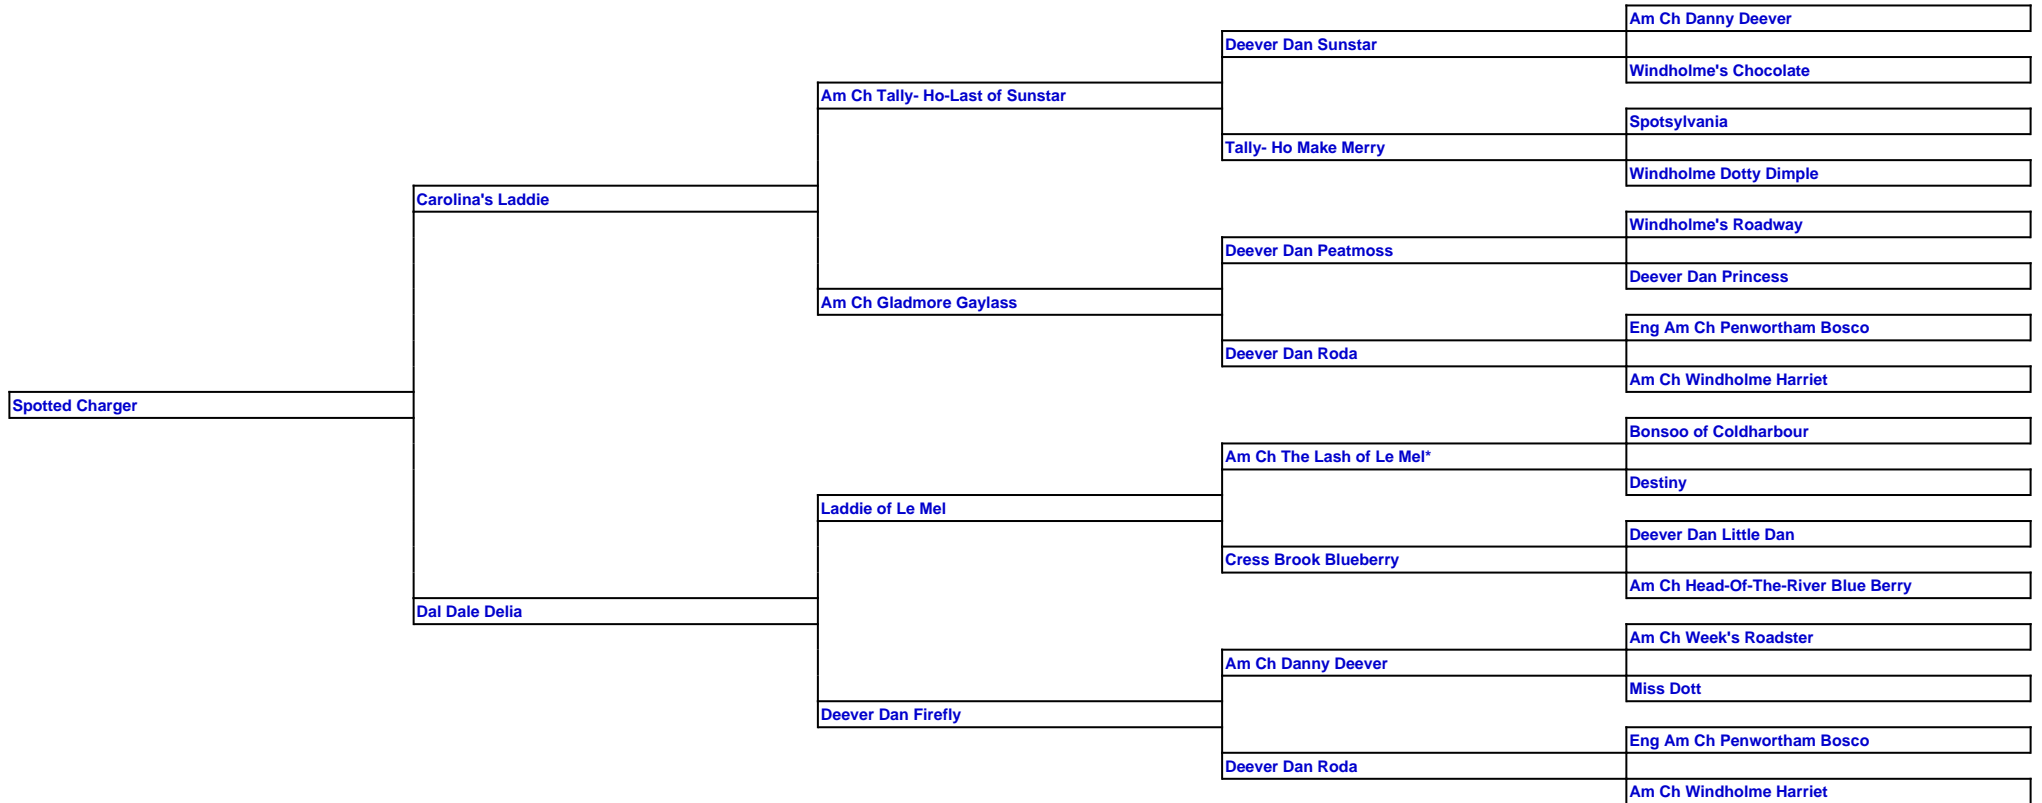 Am Ch Danny Deever
Deever Dan Sunstar
Windholme's Chocolate
Am Ch Tally- Ho-Last of Sunstar
Spotsylvania
Tally- Ho Make Merry
Windholme Dotty Dimple
Carolina's Laddie
Windholme's Roadway
Deever Dan Peatmoss
Deever Dan Princess
Am Ch Gladmore Gaylass
Eng Am Ch Penwortham Bosco
Deever Dan Roda
Am Ch Windholme Harriet
Spotted Charger
Bonsoo of Coldharbour
Am Ch The Lash of Le Mel*
Destiny
Laddie of Le Mel
Deever Dan Little Dan
Cress Brook Blueberry
Am Ch Head-Of-The-River Blue Berry
Dal Dale Delia
Am Ch Week's Roadster
Am Ch Danny Deever
Miss Dott
Deever Dan Firefly
Eng Am Ch Penwortham Bosco
Deever Dan Roda
Am Ch Windholme Harriet